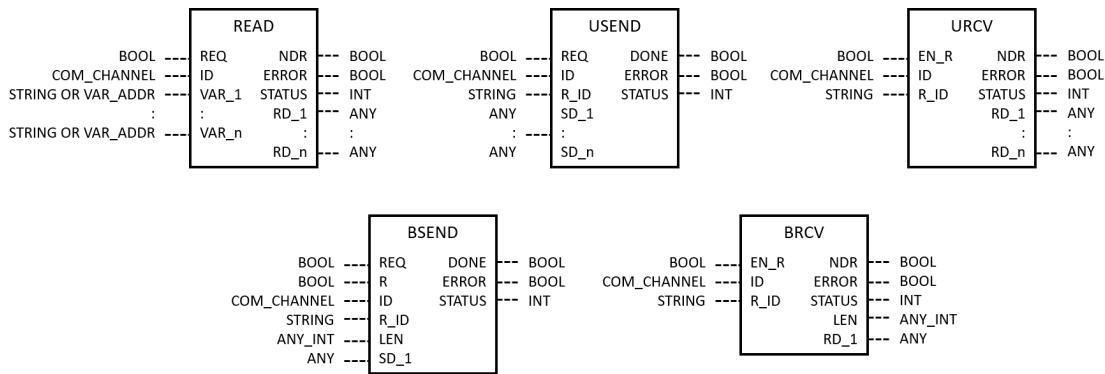 READ
BOOL REQ NDR BOOL
COM_CHANNEL ID ERROR BOOL
STRING OR VAR_ADDR VAR_1 STATUS INT
: : RD_1 ANY
STRING OR VAR_ADDR VAR_n : :
RD_n ANY
USEND
BOOL REQ DONE BOOL
COM_CHANNEL ID ERROR BOOL
STRING R_ID STATUS INT
ANY SD_1
: :
ANY SD_n
URCV
BOOL EN_R NDR BOOL
COM_CHANNEL ID ERROR BOOL
STRING R_ID STATUS INT
RD_1 ANY
: :
RD_n ANY
BSEND
BOOL REQ DONE BOOL
BOOL R ERROR BOOL
COM_CHANNEL ID STATUS INT
STRING R_ID
ANY_INT LEN
ANY SD_1
BRCV
BOOL EN_R NDR BOOL
COM_CHANNEL ID ERROR BOOL
STRING R_ID STATUS INT
LEN ANY_INT
RD_1 ANY